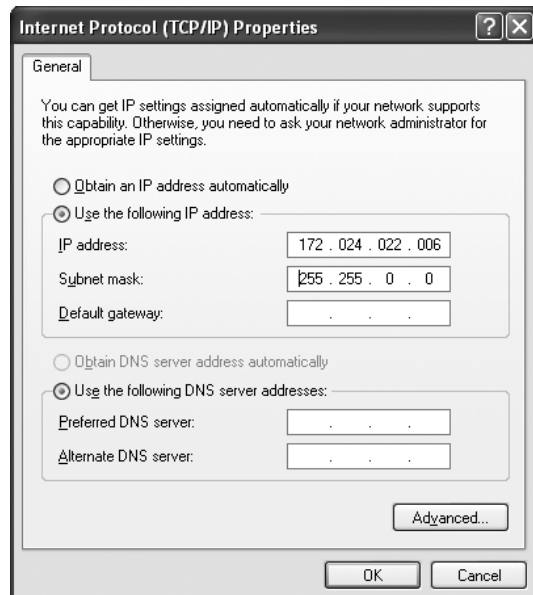 Internet Protocol (TCP/IP) Properties
General
You can get IP settings assigned automatically if your network supports
this capability. Otherwise, you need to ask your network administrator for
the appropriate IP settings.
Obtain an IP address automatically
Use the following IP address:
IP address: 172 . 024 . 022 . 006
Subnet mask: 255 . 255 . 0 . 0
Default gateway: . . .
Obtain DNS server address automatically
Use the following DNS server addresses:
Preferred DNS server: . . .
Alternate DNS server: . . .
Advanced...
OK Cancel